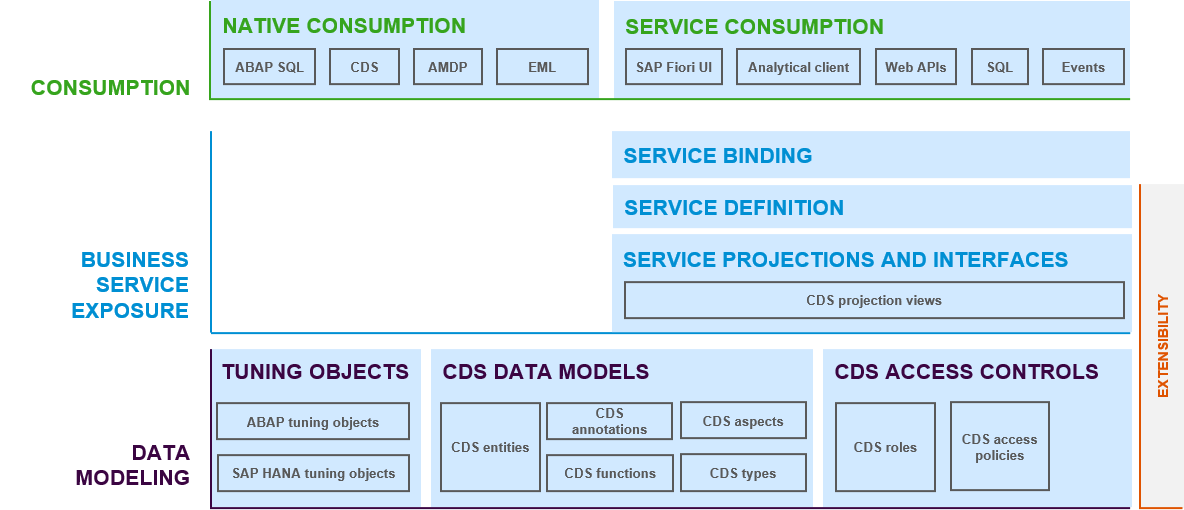 NATIVE CONSUMPTION
SERVICE CONSUMPTION
ABAP SQL
CDS
AMDP
EML
SAP Fiori UI
Analytical client
Web APIs
SQL
Events
CONSUMPTION
SERVICE BINDING
SERVICE DEFINITION
BUSINESS
SERVICE
EXPOSURE
SERVICE PROJECTIONS AND INTERFACES
CDS projection views
EXTENSIBILITY
TUNING OBJECTS
CDS DATA MODELS
CDS ACCESS CONTROLS
ABAP tuning objects
SAP HANA tuning objects
CDS entities
CDS
annotations
CDS aspects
CDS functions
CDS types
CDS roles
CDS access
policies
DATA
MODELING